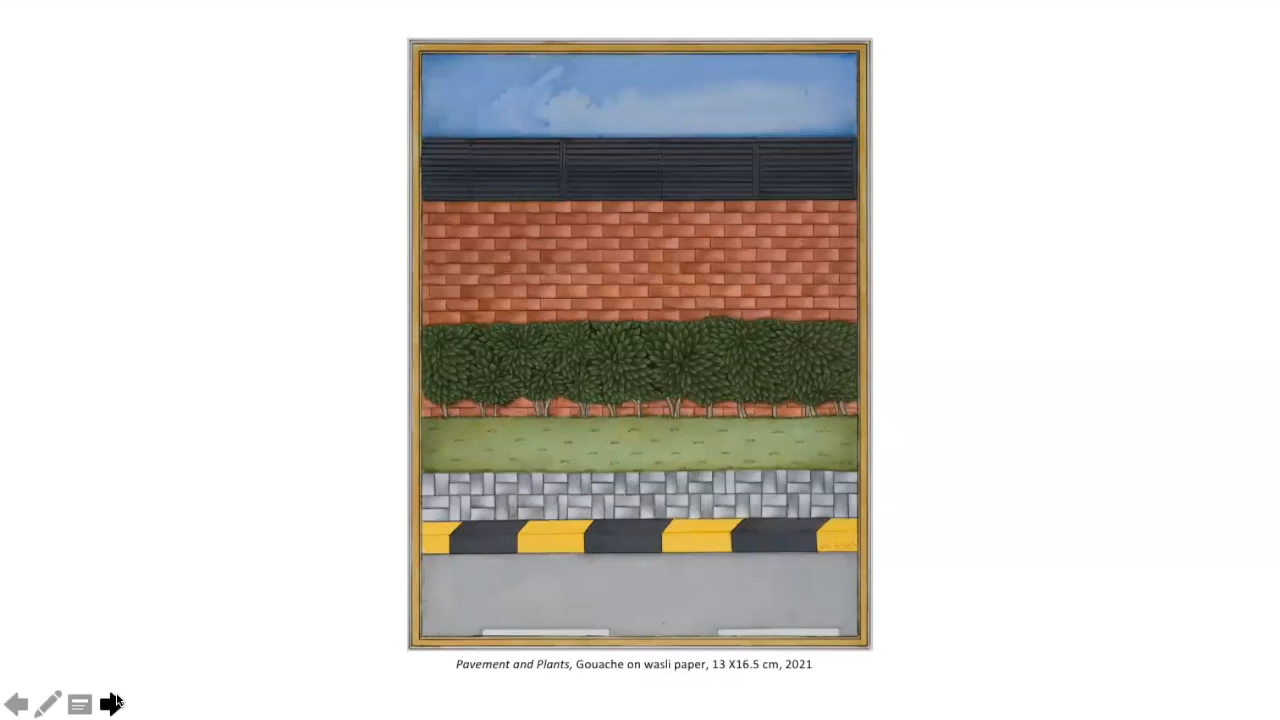 Pavement and Plants, Gouache on wasli paper, 13 X16.5 cm, 2021